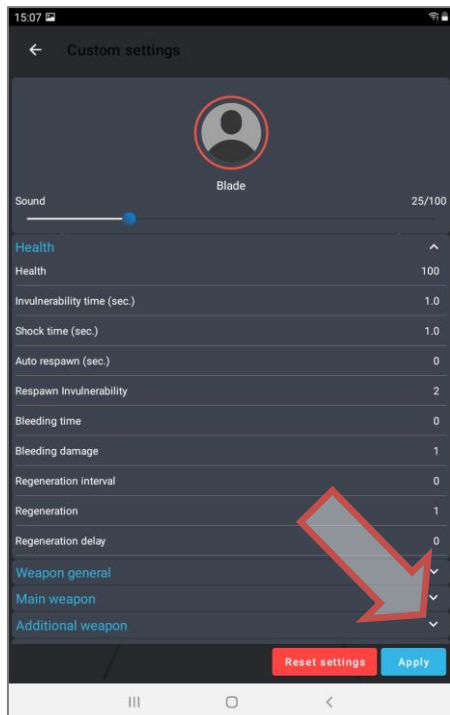 15:07
Custom settings
Blade
Sound 25/100
Health
Health 100
Invulnerability time (sec.) 1.0
Shock time (sec.) 1.0
Auto respawn (sec.) 0
Respawn Invulnerability 2
Bleeding time 0
Bleeding damage 1
Regeneration interval 0
Regeneration 1
Regeneration delay 0
Weapon general
Main weapon
Additional weapon
Reset settings Apply